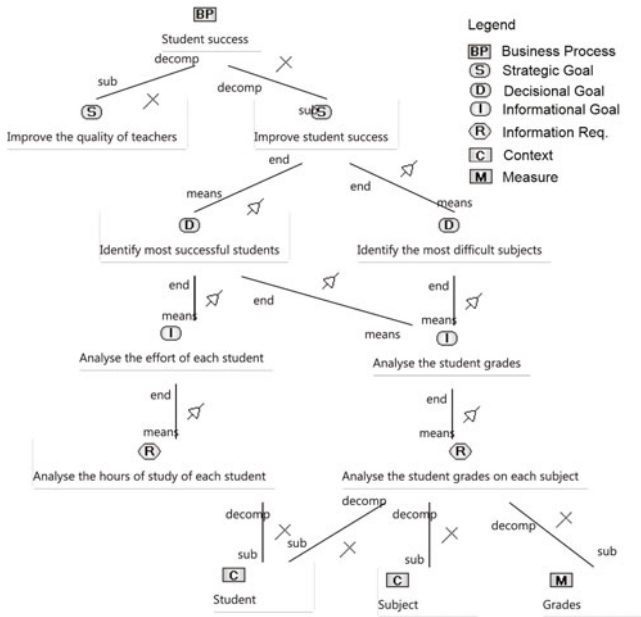 BP
Student success
Legend
BP Business Process
S Strategic Goal
D Decisional Goal
I Informational Goal
R Information Req.
C Context
M Measure
decomp
sub
decomp
sub
S
S
Improve the quality of teachers
Improve student success
end
end
means
means
D
D
Identify most successful students
Identify the most difficult subjects
end
end
end
means
means
means
I
I
Analyse the effort of each student
Analyse the student grades
end
end
means
means
R
R
Analyse the hours of study of each student
Analyse the student grades on each subject
decomp
decomp
decomp
decomp
sub
sub
sub
sub
C
C
M
Student
Subject
Grades